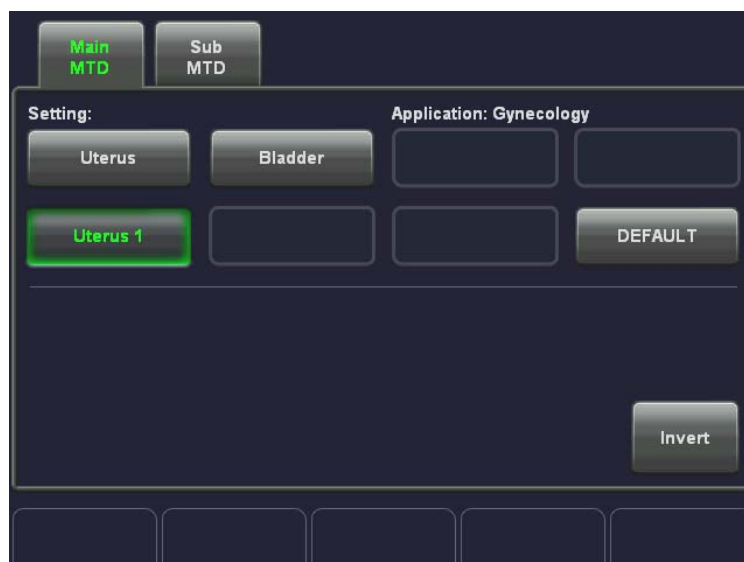 Main
MTD
Sub
MTD
Setting:
Application: Gynecology
Uterus
Bladder
Uterus 1
DEFAULT
Invert